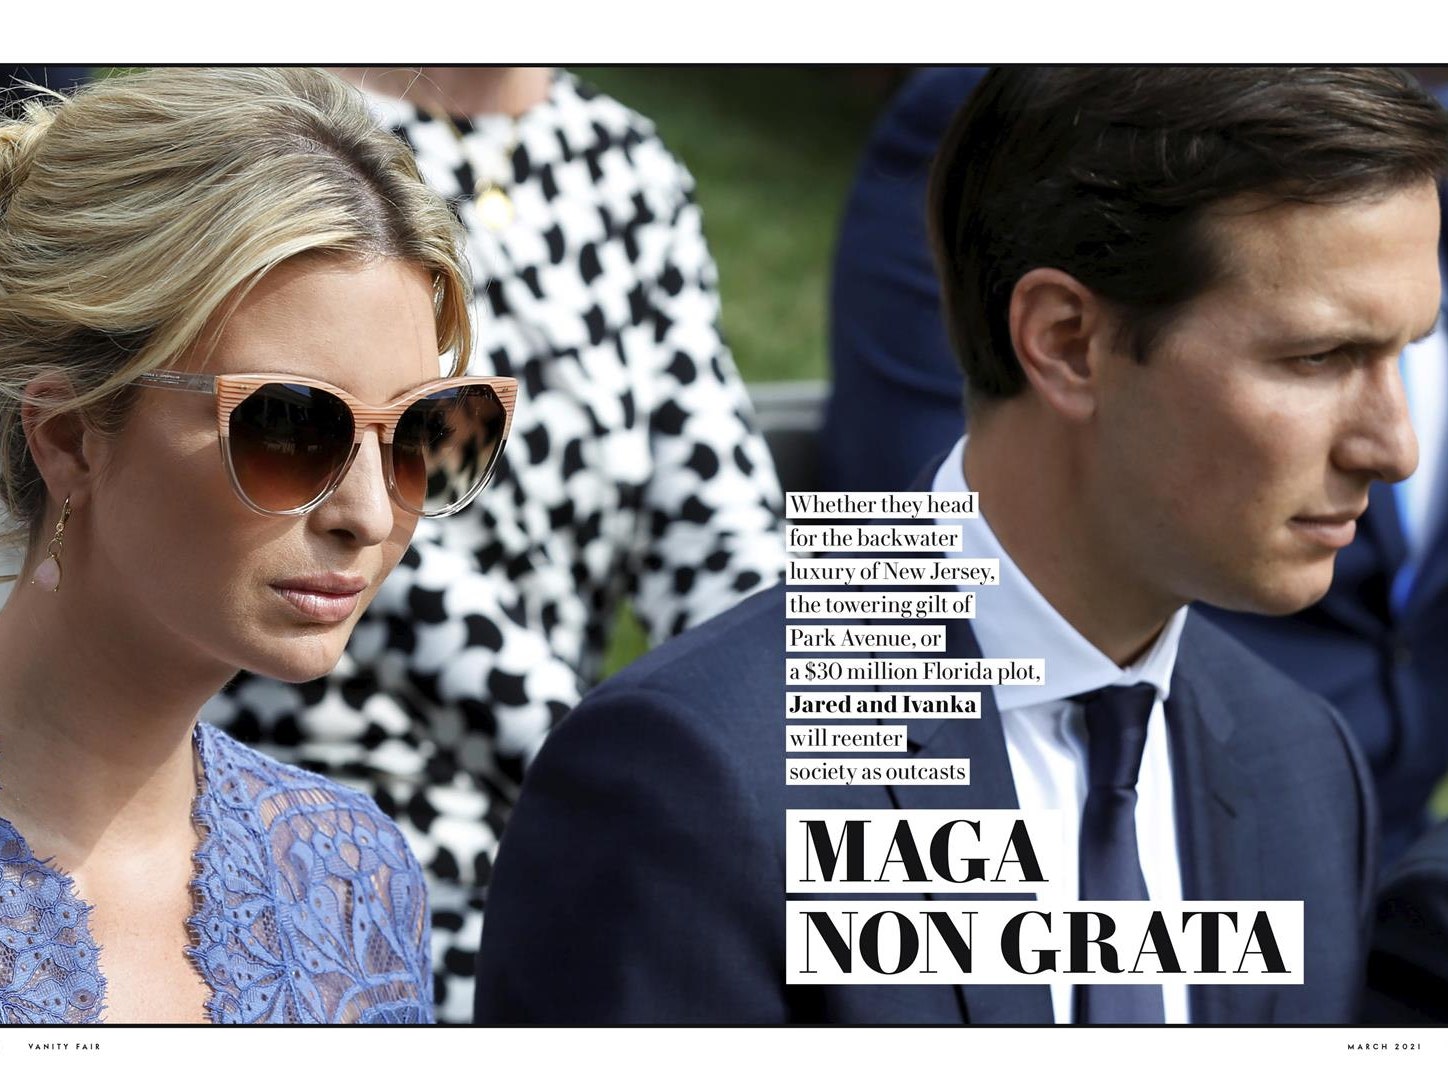 Whether they head
for the backwater
luxury of New Jersey,
the towering gilt of
Park Avenue, or
a $30 million Florida plot,
Jared and Ivanka
will reenter
society as outcasts
MAGA
NON GRATA
VANITY FAIR
MARCH 2021